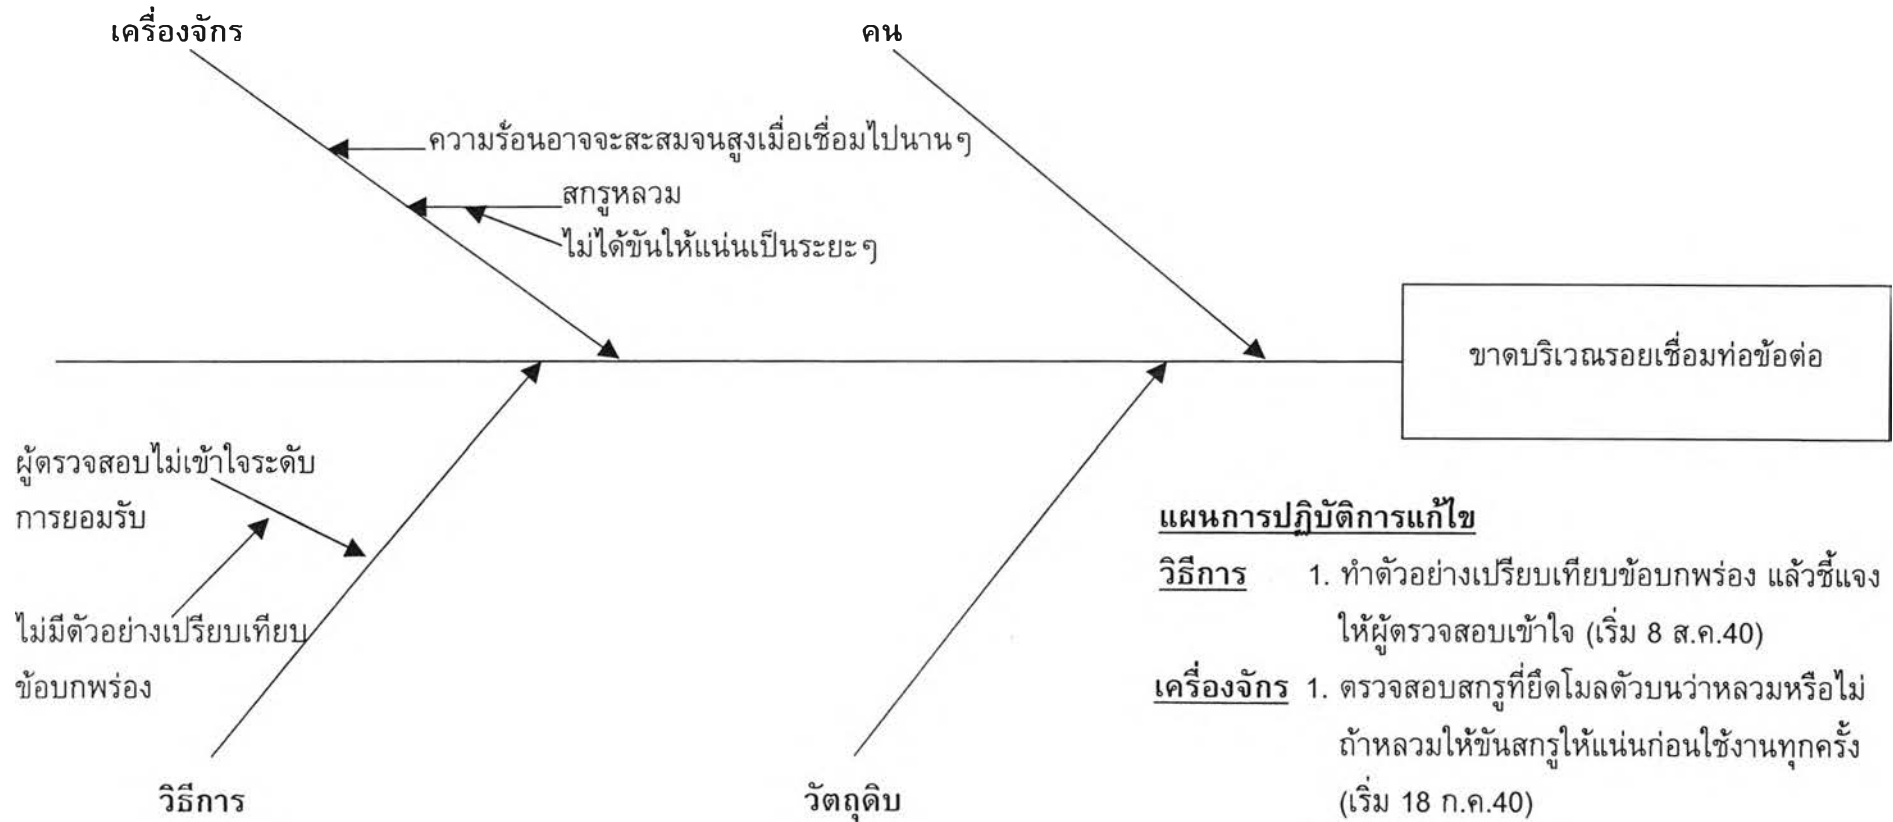 เครื่องจักร
คน
ความร้อนอาจจะสะสมจนสูงเมื่อเชื่อมไปนานๆ
สกรูหลวม
ไม่ได้ขันให้แน่นเป็นระยะๆ
ขาดบริเวณรอยเชื่อมท่อข้อต่อ
ผู้ตรวจสอบไม่เข้าใจระดับ
การยอมรับ
ไม่มีตัวอย่างเปรียบเทียบ
ข้อบกพร่อง
วิธีการ
วัตถุดิบ
แผนการปฏิบัติการแก้ไข
วิธีการ 1. ทำตัวอย่างเปรียบเทียบข้อบกพร่อง แล้วชี้แจง
ให้ผู้ตรวจสอบเข้าใจ (เริ่ม 8 ส.ค.40)
เครื่องจักร 1. ตรวจสอบสกรูที่ยึดโมลตัวบนว่าหลวมหรือไม่
ถ้าหลวมให้ขันสกรูให้แน่นก่อนใช้งานทุกครั้ง
(เริ่ม 18 ก.ค.40)